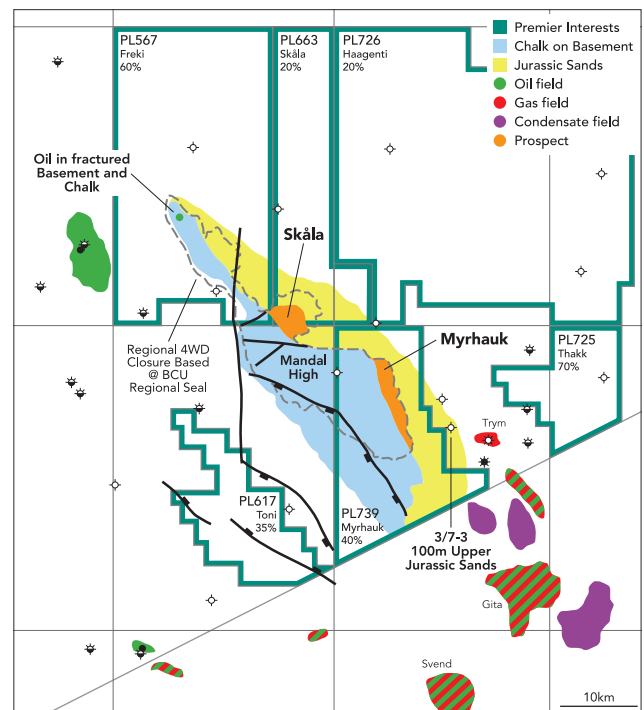 PL567
Freki
60%
PL663
Skåla
20%
PL726
Haagenti
20%
Premier Interests
Chalk on Basement
Jurassic Sands
Oil field
Gas field
Condensate field
Prospect
Oil in fractured
Basement and
Chalk
Skåla
Regional 4WD
Closure Based
@ BCU
Regional Seal
Mandal
High
Myrhauk
PL725
Thakk
70%
Trym
PL617
Toni
35%
PL739
Myrhauk
40%
3/7-3
100m Upper
Jurassic Sands
Gita
Svend
10km